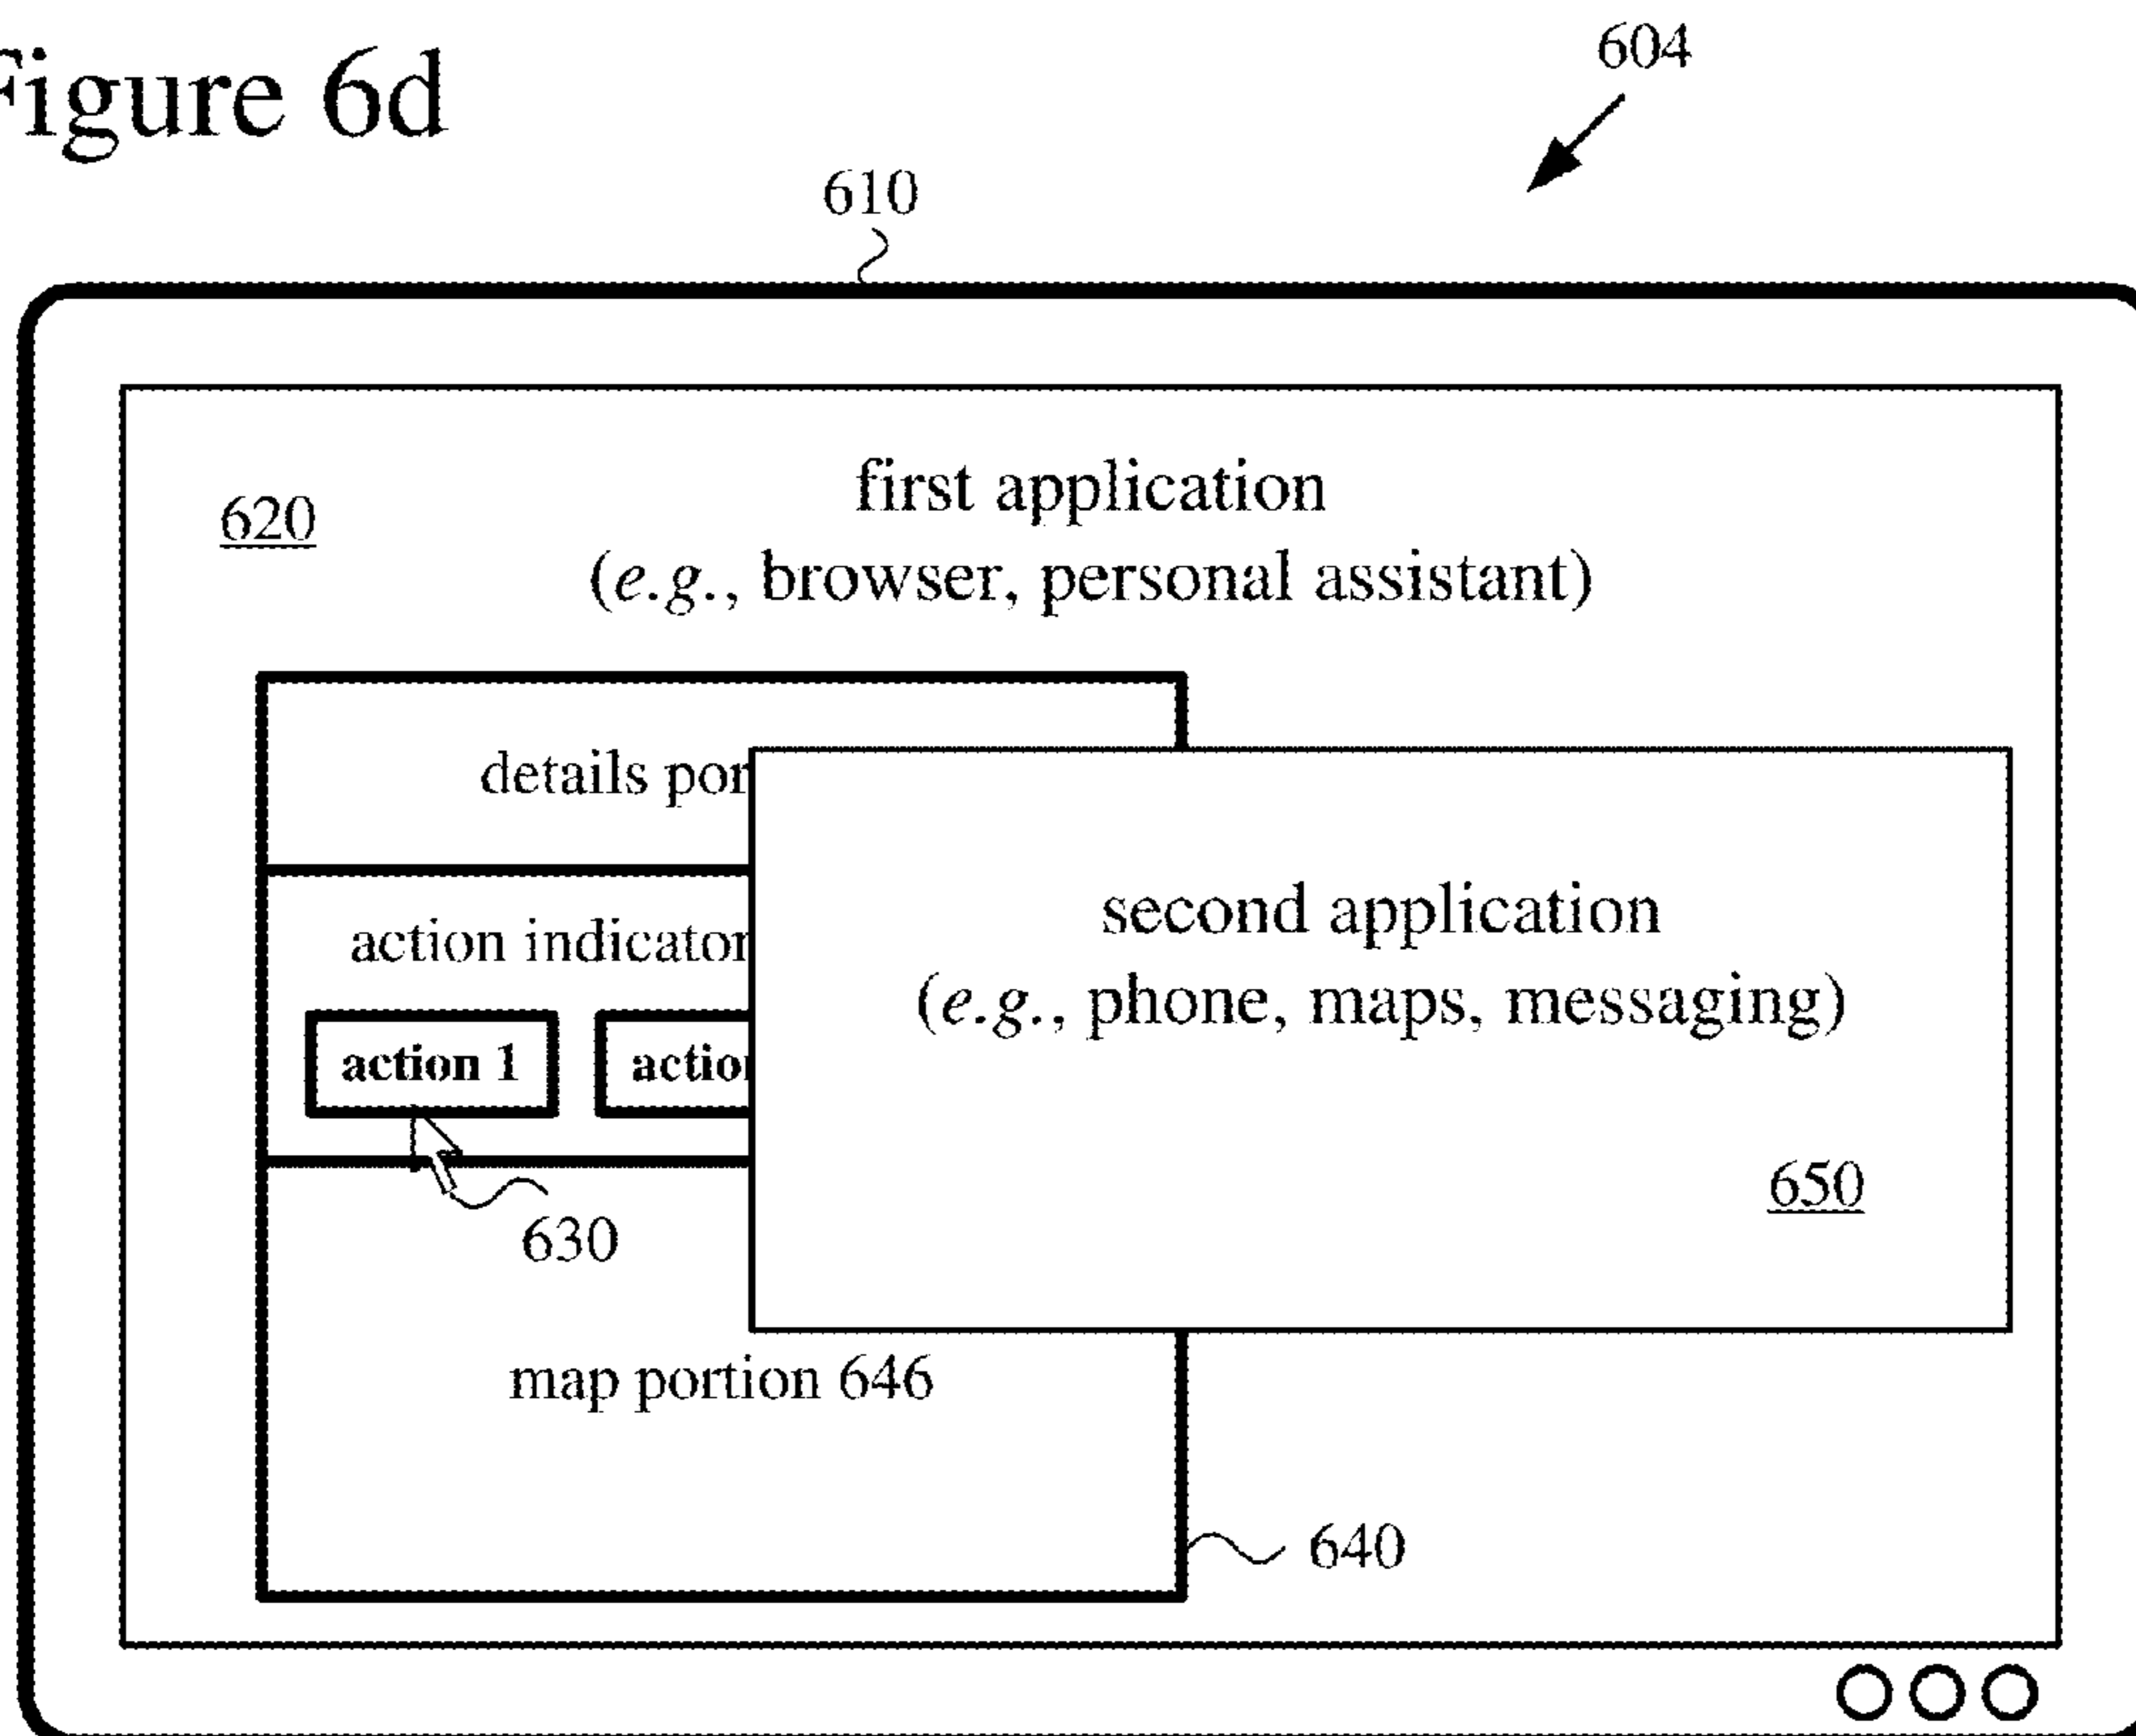 Figure 6d
604
610
620
first application
(e.g., browser, personal assistant)
details por
action indicator
action 1
actio
second application
(e.g., phone, maps, messaging)
650
630
map portion 646
640